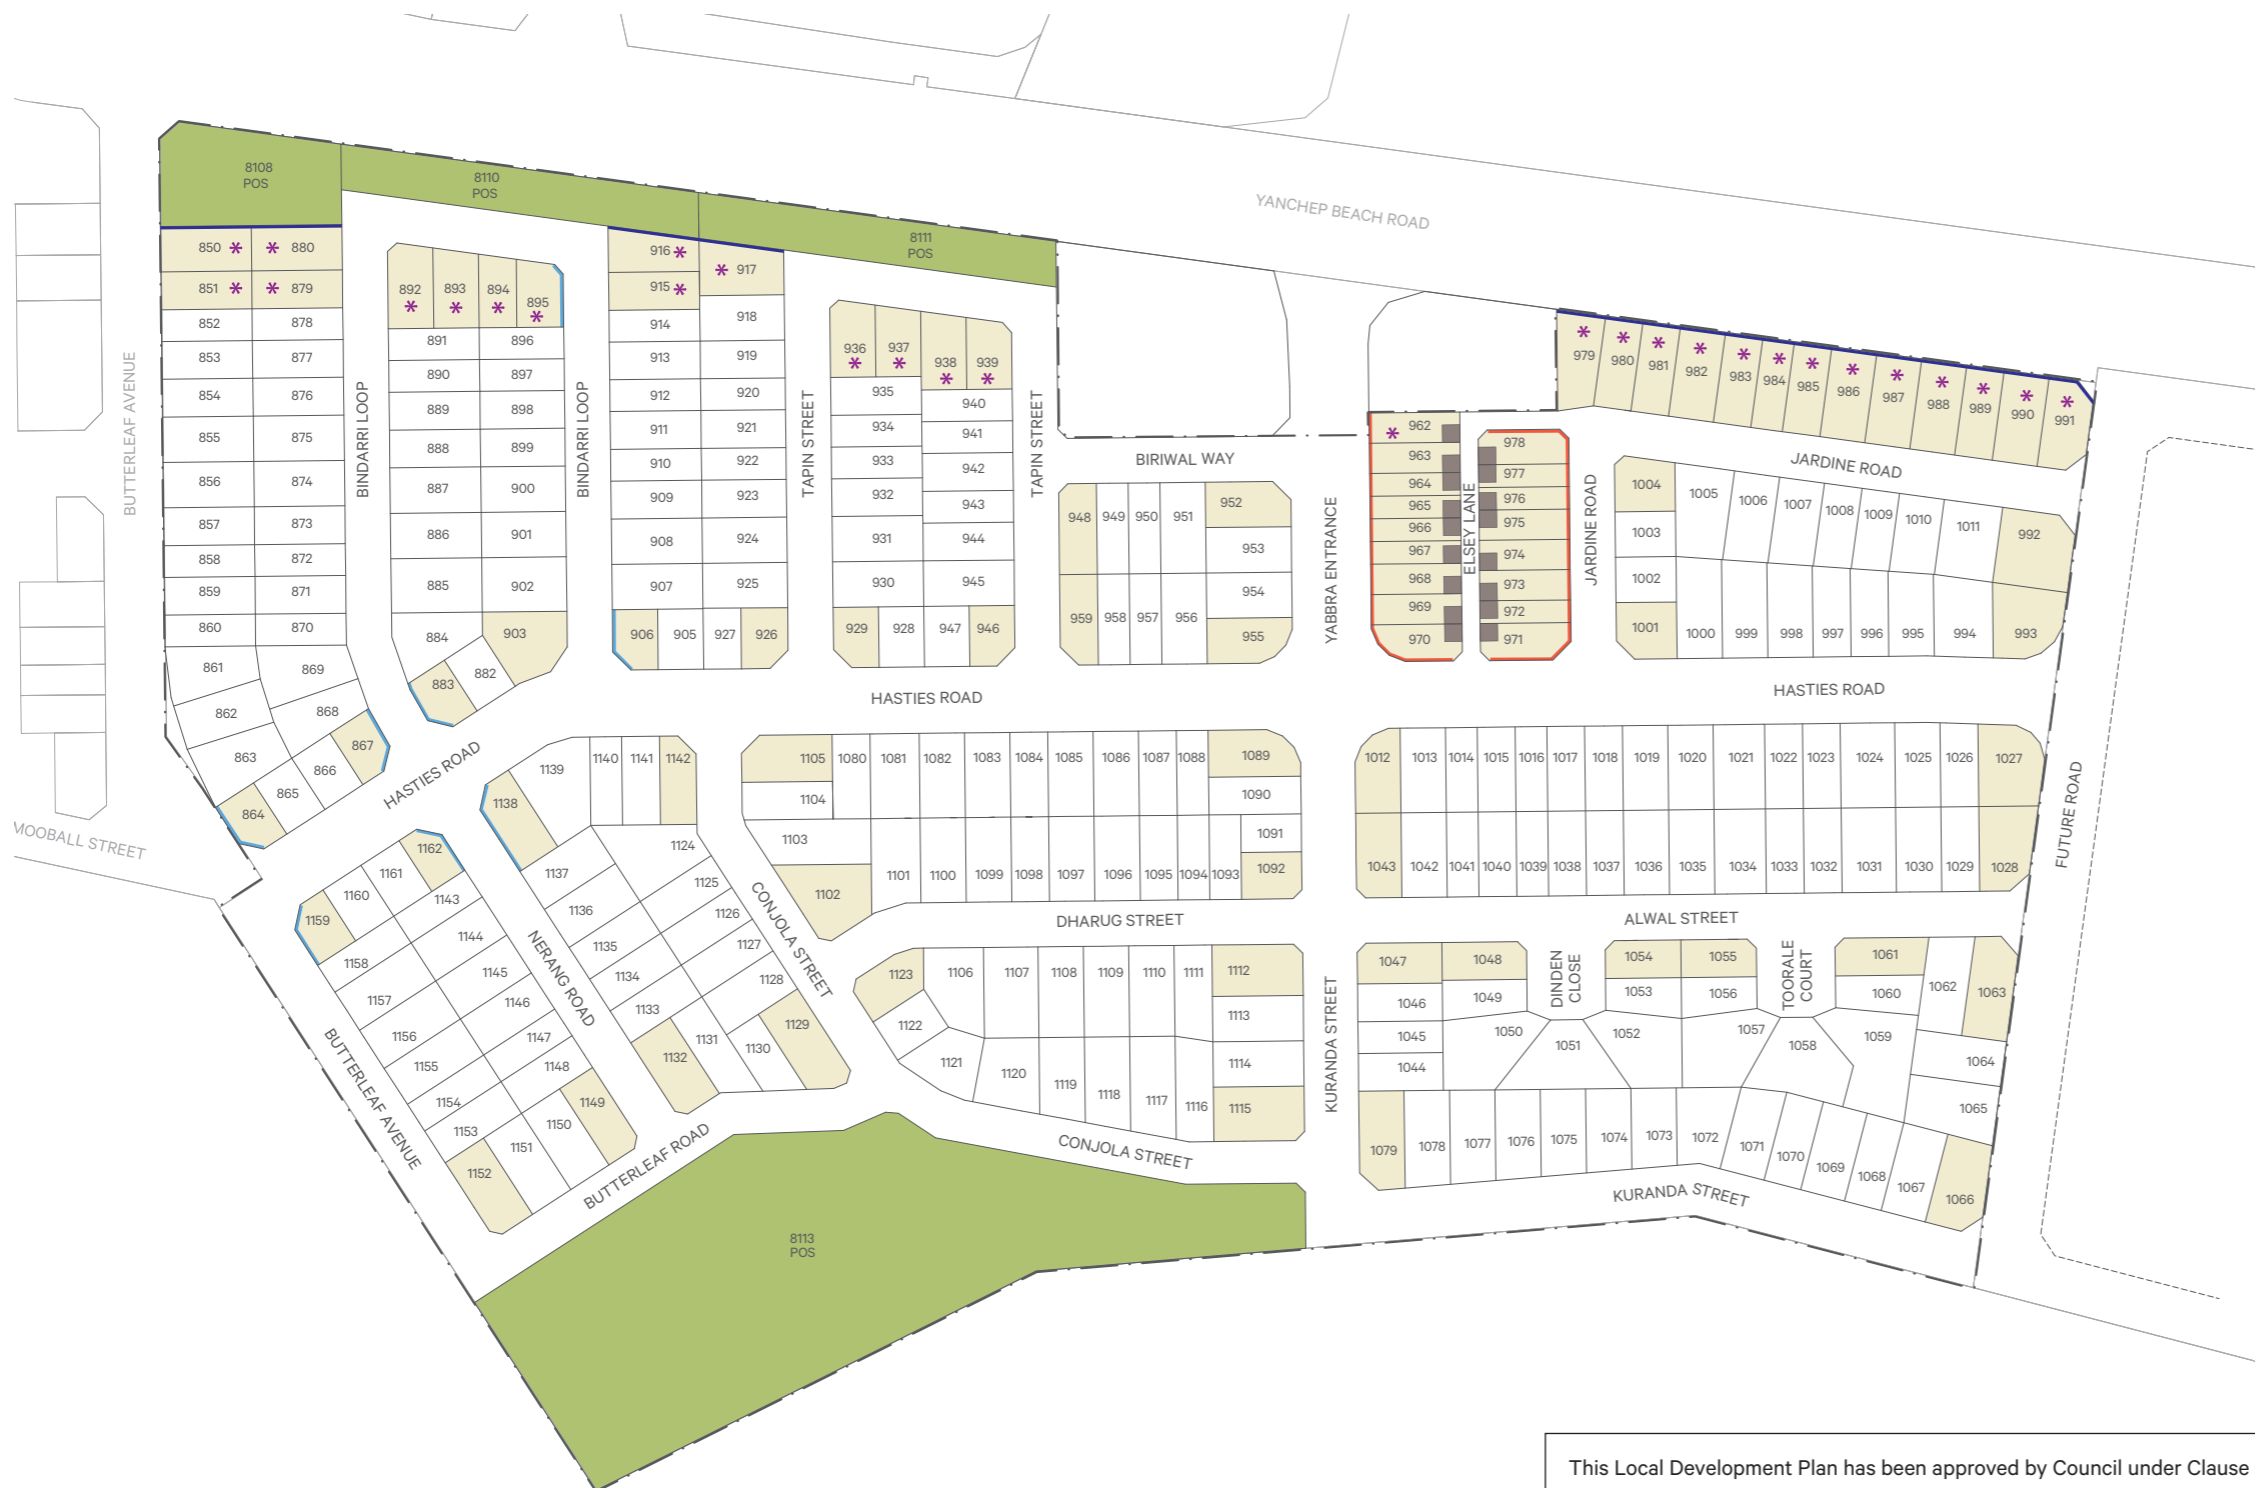 YANCHEP BEACH ROAD
8108
POS
8110
POS
8111
POS
8113
POS
BUTTERLEAF AVENUE
BINDARRI LOOP
BINDARRI LOOP
TAPIN STREET
TAPIN STREET
BIRIWAL WAY
YABBRA ENTRANCE
ELSEY LANE
JARDINE ROAD
JARDINE ROAD
HASTIES ROAD
HASTIES ROAD
HASTIES ROAD
MOOBALL STREET
FUTURE ROAD
NERANG ROAD
CONJOLA STREET
DHARUG STREET
ALWAL STREET
DINDEN
CLOSE
TOORALE
COURT
KURANDA STREET
BUTTERLEAF AVENUE
BUTTERLEAF ROAD
CONJOLA STREET
KURANDA STREET
850 * * 880
851 * * 879
852 878
853 877
854 876
855 875
856 874
857 873
858 872
859 871
860 870
861 869
862 868
863 867
866
865
864
892 893 894 895
* * * *
891 896
890 897
889 898
888 899
887 900
886 901
885 902
884 903
883 882
916 * * 917
915 *
914 918
913 919
912 920
911 921
910 922
909 923
908 924
907 925
906 905 927 926
936 937 938 939
* * * *
935 940
934 941
933 942
932 943
931 944
930 945
929 928 947 946
948 949 950 951 952
953
954
959 958 957 956 955
* 962 978
963 977
964 976
965 975
966 974
967 973
968 972
969 971
970
* * * * * * * * * * * * *
979 980 981 982 983 984 985 986 987 988 989 990 991
1004 1005 1006 1007 1008 1009 1010 1011 992
1003
1002
1001 1000 999 998 997 996 995 994 993
1012 1013 1014 1015 1016 1017 1018 1019 1020 1021 1022 1023 1024 1025 1026 1027
1043 1042 1041 1040 1039 1038 1037 1036 1035 1034 1033 1032 1031 1030 1029 1028
1105 1080 1081 1082 1083 1084 1085 1086 1087 1088 1089
1104 1090
1103 1091
1102 1101 1100 1099 1098 1097 1096 1095 1094 1093 1092
1138 1139 1140 1141 1142
1137 1124
1136 1125
1135 1126
1134 1127
1133 1128
1132 1131 1130 1129
1159 1160 1161 1162
1158 1143
1157 1144
1156 1145
1155 1146
1154 1147
1153 1148
1152 1151 1150 1149
1123 1106 1107 1108 1109 1110 1111 1112
1122 1113
1121 1114
1120 1119 1118 1117 1116 1115
1047 1048 1054 1055 1061 1062 1063
1046 1049 1053 1056 1060
1045 1050 1051 1052 1057 1058 1059 1064
1044 1065
1079 1078 1077 1076 1075 1074 1073 1072 1071 1070 1069 1068 1067 1066
This Local Development Plan has been approved by Council under Clause